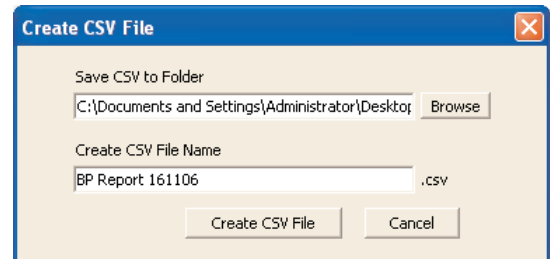 Create CSV File
Save CSV to Folder
C:\Documents and Settings\Administrator\Desktop Browse
Create CSV File Name
BP Report 161106 .csv
Create CSV File Cancel